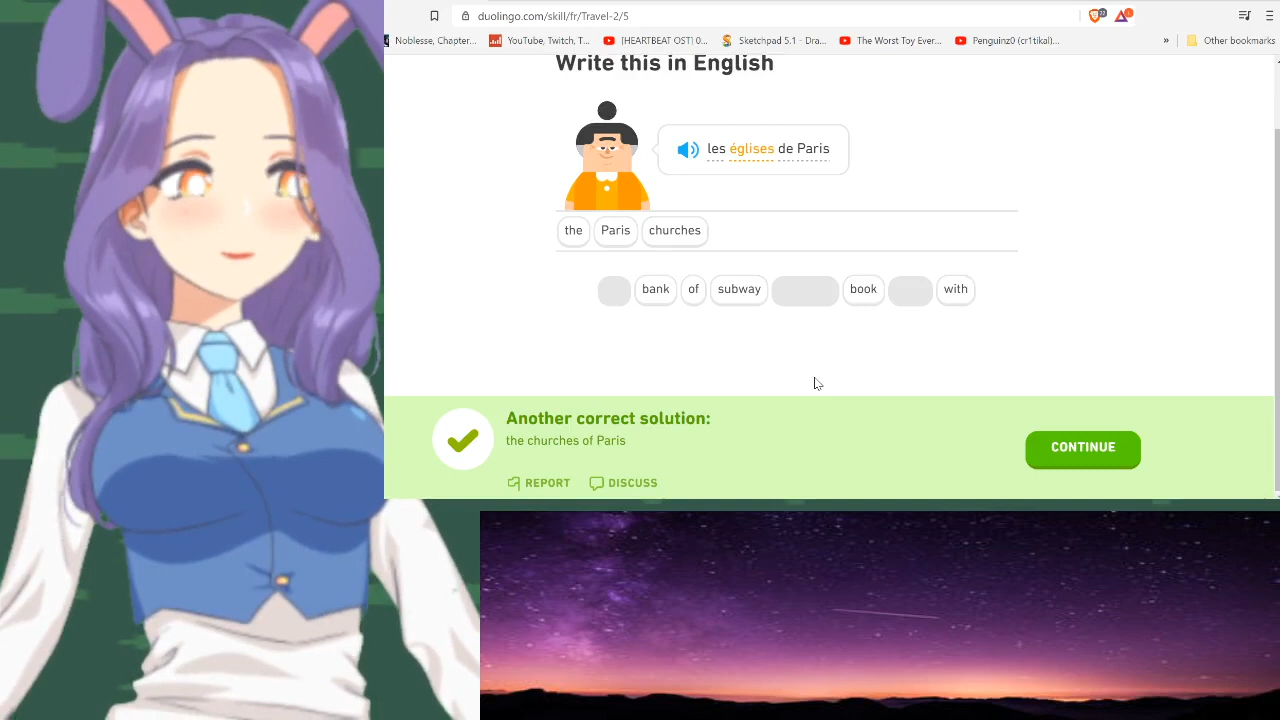 duolingo.com/skill/fr/Travel-2/5
Noblesse, Chapter... YouTube, Twitch, T... [HEARTBEAT OST] 0... Sketchpad 5.1 - Dra... The Worst Toy Ever... Penguinz0 (cr1tikal)... » Other bookmarks
Write this in English
les églises de Paris
the Paris churches
bank of subway book with
Another correct solution:
the churches of Paris
CONTINUE
REPORT DISCUSS